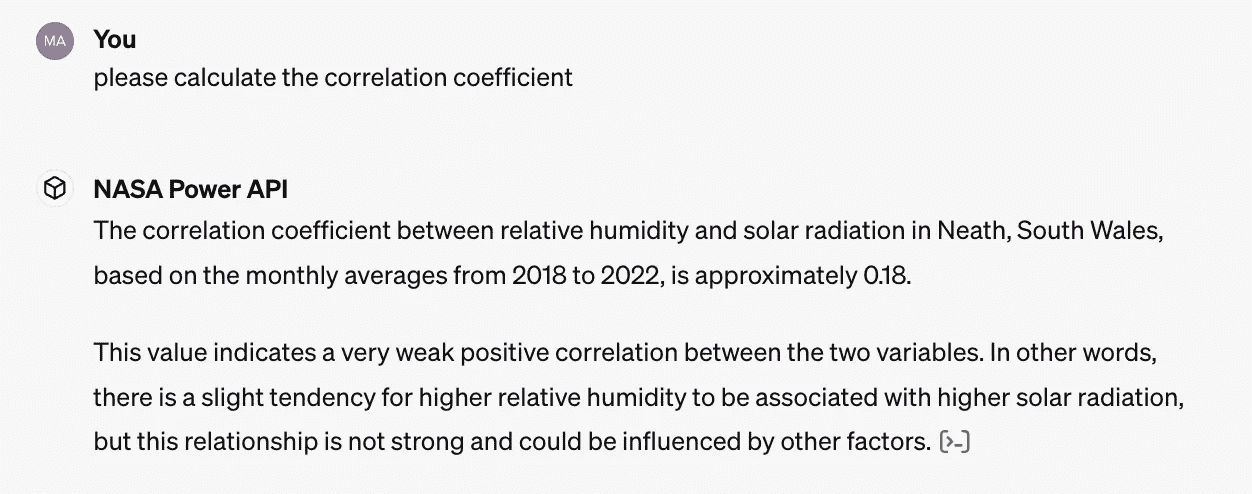 MA
You
please calculate the correlation coefficient
NASA Power API
The correlation coefficient between relative humidity and solar radiation in Neath, South Wales,
based on the monthly averages from 2018 to 2022, is approximately 0.18.
This value indicates a very weak positive correlation between the two variables. In other words,
there is a slight tendency for higher relative humidity to be associated with higher solar radiation,
but this relationship is not strong and could be influenced by other factors. [>_]